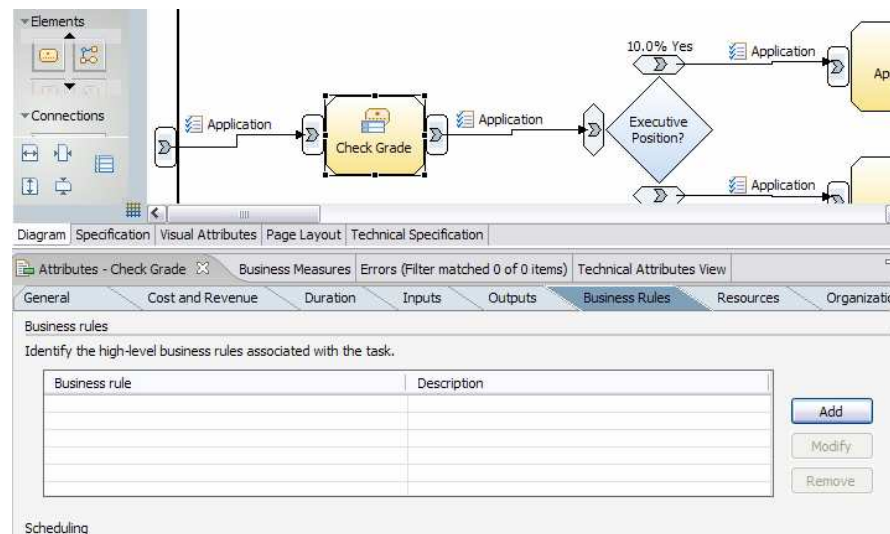 Elements
Connections
Application
Check Grade
Application
10.0% Yes
Executive
Position?
Application
Ap
Application
Diagram Specification Visual Attributes Page Layout Technical Specification
Attributes - Check Grade Business Measures Errors (Filter matched 0 of 0 items) Technical Attributes View
General Cost and Revenue Duration Inputs Outputs Business Rules Resources Organizatio
Business rules
Identify the high-level business rules associated with the task.
Business rule Description
Add
Modify
Remove
Scheduling